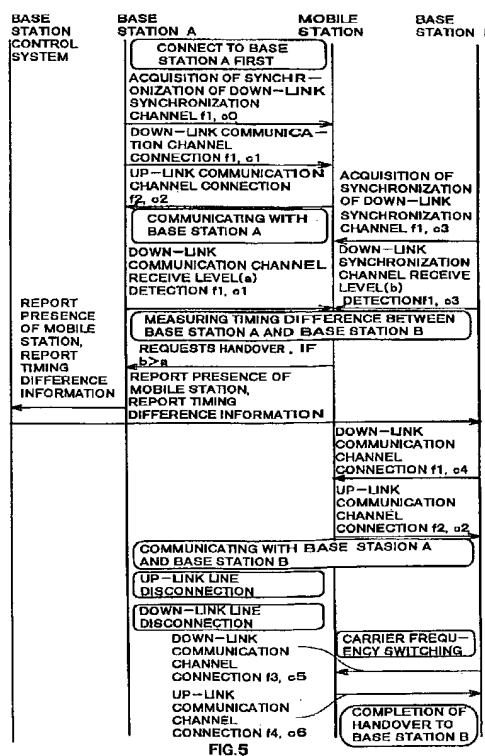 BASE
STATION
CONTROL
SYSTEM
BASE
STATION A
MOBILE
STATION
BASE
STATION
CONNECT TO BASE
STATION A FIRST
ACQUISITION OF SYNCHR-
ONIZATION OF DOWN-LINK
SYNCHRONIZATION
CHANNEL f1, c0
DOWN-LINK COMMUNICA-
TION CHANNEL
CONNECTION f1, c1
UP-LINK COMMUNICATION
CHANNEL CONNECTION
f2, c2
ACQUISITION OF
SYNCHRONIZATION
OF DOWN-LINK
SYNCHRONIZATION
CHANNEL f1, c3
COMMUNICATING WITH
BASE STATION A
DOWN-LINK
COMMUNICATION CHANNEL
RECEIVE LEVEL(a)
DETECTION f1, c1
DOWN-LINK
SYNCHRONIZATION
CHANNEL RECEIVE
LEVEL(b)
DETECTIONf1, c3
REPORT
PRESENCE
OF MOBILE
STATION,
REPORT
TIMING
DIFFERENCE
INFORMATION
MEASURING TIMING DIFFERENCE BETWEEN
BASE STATION A AND BASE STATION B
REQUESTS HANDOVER, IF
b>a
REPORT PRESENCE OF
MOBILE STATION,
REPORT TIMING
DIFFERENCE INFORMATION
DOWN-LINK
COMMUNICATION
CHANNEL
CONNECTION f1, c4
UP-LINK
COMMUNICATION
CHANNEL
CONNECTION f2, c2
COMMUNICATING WITH BASE STASION A
AND BASE STATION B
UP-LINK LINE
DISCONNECTION
DOWN-LINK LINE
DISCONNECTION
DOWN-LINK
COMMUNICATION
CHANNEL
CONNECTION f3, c5
CARRIER FREQU-
ENCY SWITCHING
UP-LINK
COMMUNICATION
CHANNEL
CONNECTION f4, c6
COMPLETION OF
HANDOVER TO
BASE STATION B
FIG.5